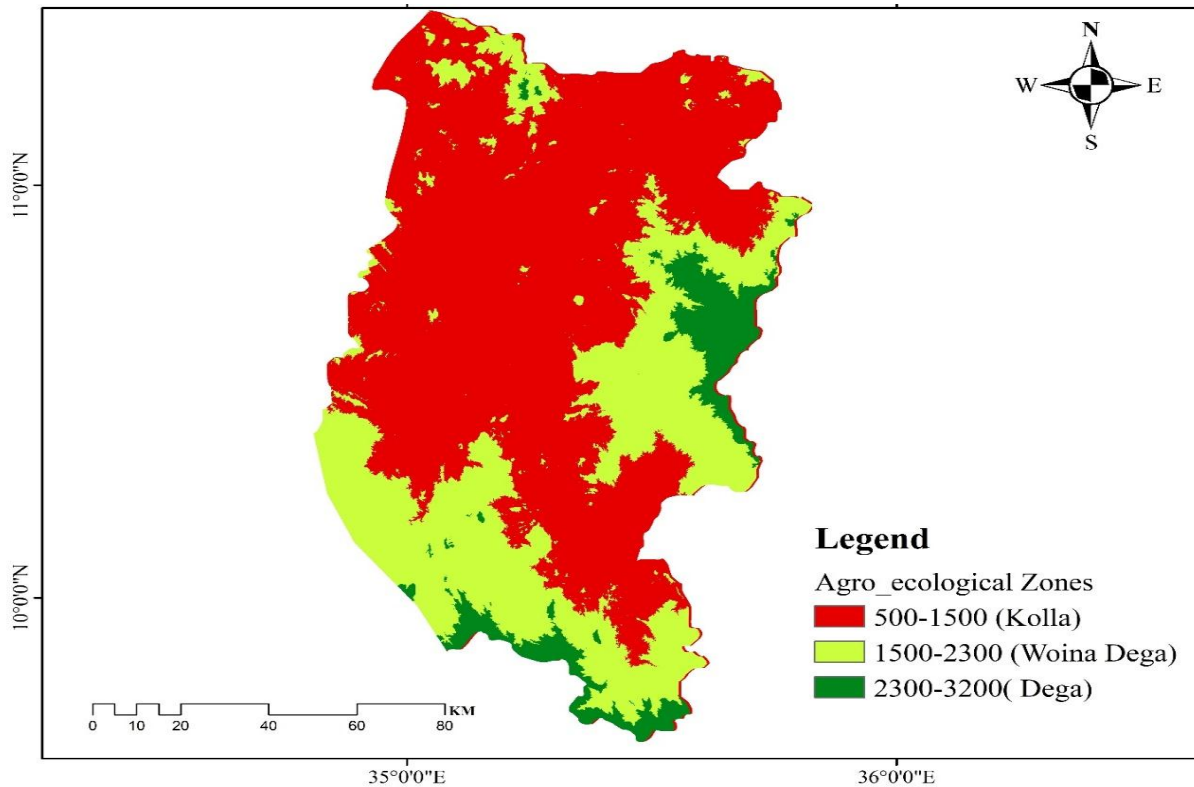 N
W E
S
11°0'0"N
10°0'0"N
Legend
Agro_ecological Zones
500-1500 (Kolla)
1500-2300 (Woina Dega)
2300-3200( Dega)
KM
0 10 20 40 60 80
35°0'0"E 36°0'0"E